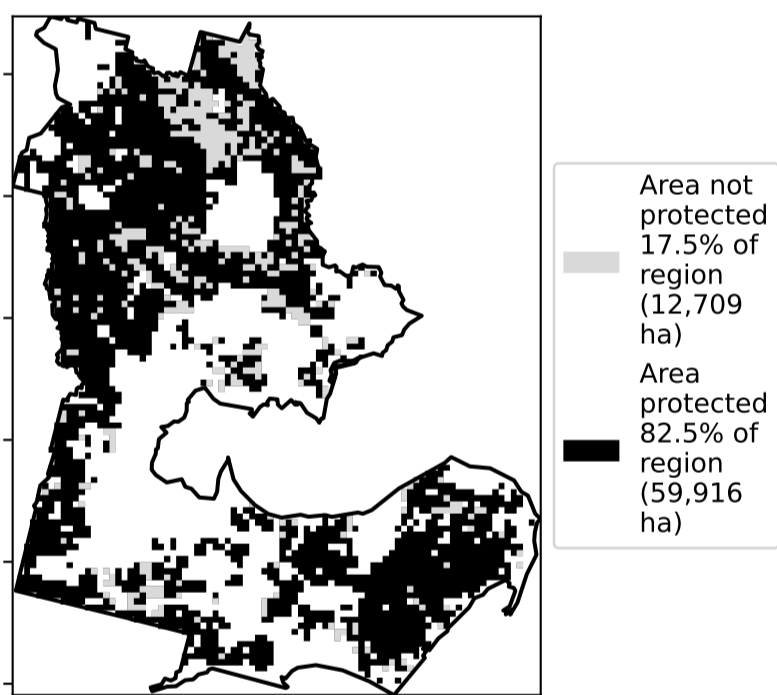 Area not
protected
17.5% of
region
(12,709
ha)
Area
protected
82.5% of
region
(59,916
ha)